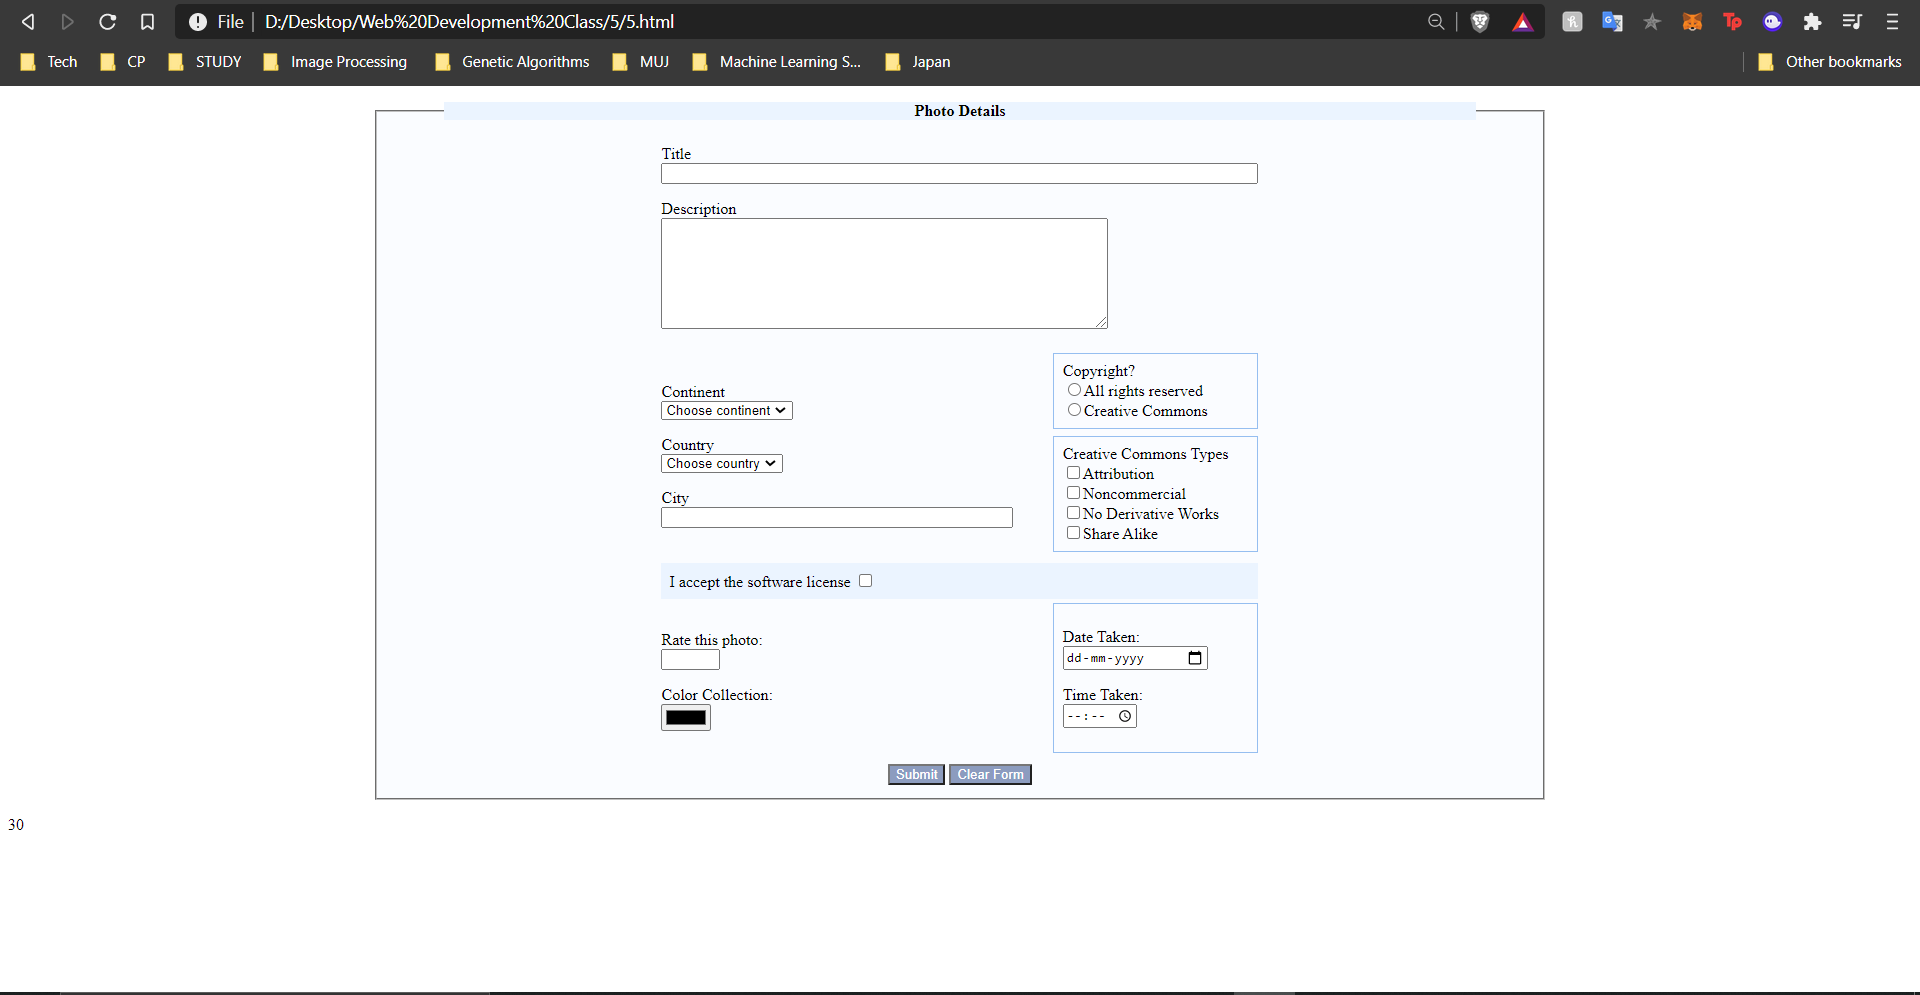 File D:/Desktop/Web%20Development%20Class/5/5.html
Tech CP STUDY Image Processing Genetic Algorithms MUJ Machine Learning S... Japan Other bookmarks
Photo Details
Title
Description
Continent
Choose continent
Country
Choose country
City
Copyright?
All rights reserved
Creative Commons
Creative Commons Types
Attribution
Noncommercial
No Derivative Works
Share Alike
I accept the software license
Rate this photo:
Color Collection:
Date Taken:
dd-mm-yyyy
Time Taken:
--:--
Submit Clear Form
30